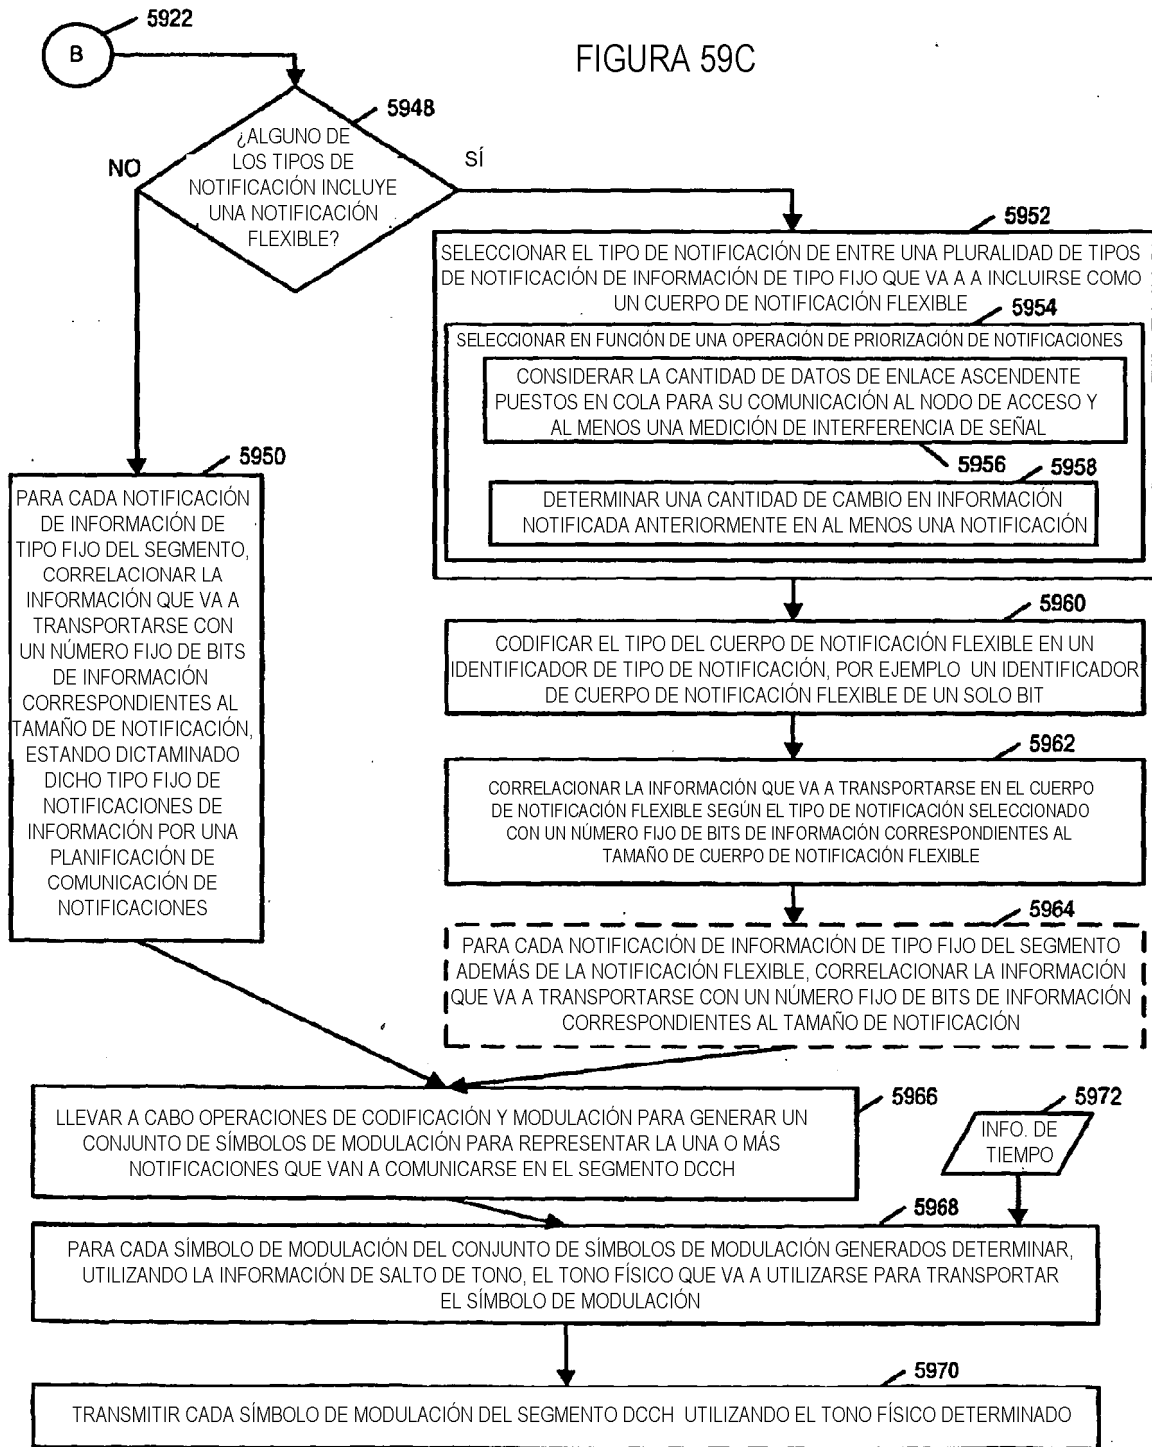 5922
B
FIGURA 59C
5948
¿ALGUNO DE
LOS TIPOS DE
NOTIFICACIÓN INCLUYE
UNA NOTIFICACIÓN
FLEXIBLE?
NO
SÍ
5952
SELECCIONAR EL TIPO DE NOTIFICACIÓN DE ENTRE UNA PLURALIDAD DE TIPOS
DE NOTIFICACIÓN DE INFORMACIÓN DE TIPO FIJO QUE VA A A INCLUIRSE COMO
UN CUERPO DE NOTIFICACIÓN FLEXIBLE
5954
SELECCIONAR EN FUNCIÓN DE UNA OPERACIÓN DE PRIORIZACIÓN DE NOTIFICACIONES
CONSIDERAR LA CANTIDAD DE DATOS DE ENLACE ASCENDENTE
PUESTOS EN COLA PARA SU COMUNICACIÓN AL NODO DE ACCESO Y
AL MENOS UNA MEDICIÓN DE INTERFERENCIA DE SEÑAL
5956
5958
DETERMINAR UNA CANTIDAD DE CAMBIO EN INFORMACIÓN
NOTIFICADA ANTERIORMENTE EN AL MENOS UNA NOTIFICACIÓN
5950
PARA CADA NOTIFICACIÓN
DE INFORMACIÓN DE
TIPO FIJO DEL SEGMENTO,
CORRELACIONAR LA
INFORMACIÓN QUE VA A
TRANSPORTARSE CON
UN NÚMERO FIJO DE BITS
DE INFORMACIÓN
CORRESPONDIENTES AL
TAMAÑO DE NOTIFICACIÓN,
ESTANDO DICTAMINADO
DICHO TIPO FIJO DE
NOTIFICACIONES DE
INFORMACIÓN POR UNA
PLANIFICACIÓN DE
COMUNICACIÓN DE
NOTIFICACIONES
5960
CODIFICAR EL TIPO DEL CUERPO DE NOTIFICACIÓN FLEXIBLE EN UN
IDENTIFICADOR DE TIPO DE NOTIFICACIÓN, POR EJEMPLO UN IDENTIFICADOR
DE CUERPO DE NOTIFICACIÓN FLEXIBLE DE UN SOLO BIT
5962
CORRELACIONAR LA INFORMACIÓN QUE VA A TRANSPORTARSE EN EL CUERPO
DE NOTIFICACIÓN FLEXIBLE SEGÚN EL TIPO DE NOTIFICACIÓN SELECCIONADO
CON UN NÚMERO FIJO DE BITS DE INFORMACIÓN CORRESPONDIENTES AL
TAMAÑO DE CUERPO DE NOTIFICACIÓN FLEXIBLE
5964
PARA CADA NOTIFICACIÓN DE INFORMACIÓN DE TIPO FIJO DEL SEGMENTO
ADEMÁS DE LA NOTIFICACIÓN FLEXIBLE, CORRELACIONAR LA INFORMACIÓN
QUE VA A TRANSPORTARSE CON UN NÚMERO FIJO DE BITS DE INFORMACIÓN
CORRESPONDIENTES AL TAMAÑO DE NOTIFICACIÓN
5966
LLEVAR A CABO OPERACIONES DE CODIFICACIÓN Y MODULACIÓN PARA GENERAR UN
CONJUNTO DE SÍMBOLOS DE MODULACIÓN PARA REPRESENTAR LA UNA O MÁS
NOTIFICACIONES QUE VAN A COMUNICARSE EN EL SEGMENTO DCCH
5972
INFO. DE
TIEMPO
5968
PARA CADA SÍMBOLO DE MODULACIÓN DEL CONJUNTO DE SÍMBOLOS DE MODULACIÓN GENERADOS DETERMINAR,
UTILIZANDO LA INFORMACIÓN DE SALTO DE TONO, EL TONO FÍSICO QUE VA A UTILIZARSE PARA TRANSPORTAR
EL SÍMBOLO DE MODULACIÓN
5970
TRANSMITIR CADA SÍMBOLO DE MODULACIÓN DEL SEGMENTO DCCH UTILIZANDO EL TONO FÍSICO DETERMINADO